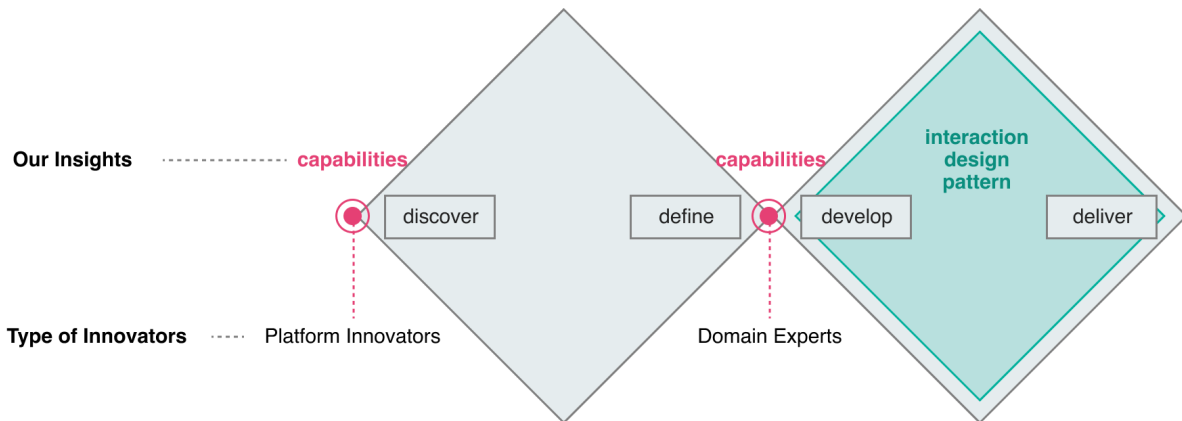 interaction
design
pattern
Our Insights
capabilities
capabilities
discover
define
develop
deliver
Type of Innovators
Platform Innovators
Domain Experts